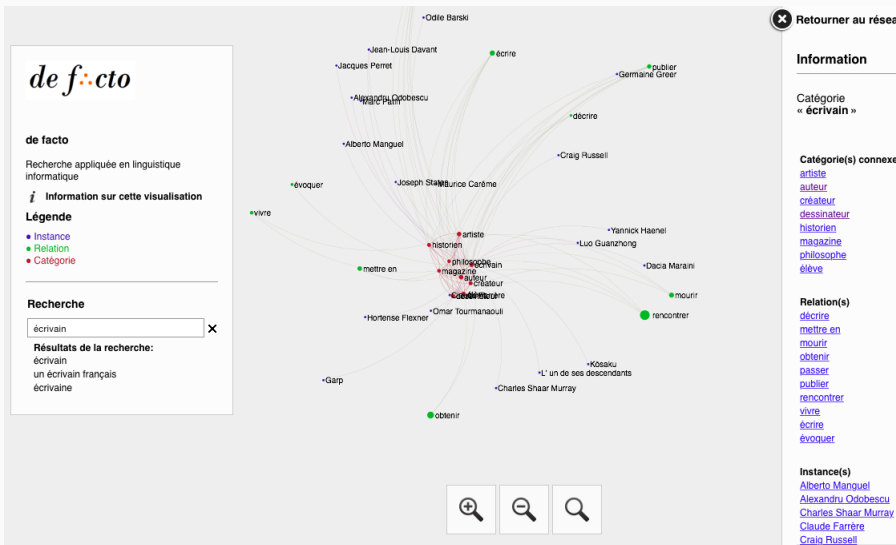 de f∴cto
de facto
Recherche appliquée en linguistique
informatique
i Information sur cette visualisation
Légende
Instance
Relation
Catégorie
Recherche
écrivain
Résultats de la recherche:
écrivain
un écrivain français
écrivaine
Odile Barski
Jean-Louis Davant
écrire
Jacques Perret
publier
Germaine Greer
Alexandru Odobescu
Marc Patin
décrire
Alberto Manguel
Craig Russell
Joseph States
Maurice Carême
évoquer
vivre
artiste
Yannick Haenel
historien
Luo Guanzhong
philosophe
écrivain
Dacia Maraini
mettre en
magazine
auteur
créateur
mourir
Omar Tourmanaouli
rencontrer
Hortense Flexner
Kôsaku
L' un de ses descendants
Garp
Charles Shaar Murray
obtenir
Retourner au résea
Information
Catégorie
« écrivain »
Catégorie(s) connexe
artiste
auteur
créateur
dessinateur
historien
magazine
philosophe
élève
Relation(s)
décrire
mettre en
mourir
obtenir
passer
publier
rencontrer
vivre
écrire
évoquer
Instance(s)
Alberto Manguel
Alexandru Odobescu
Charles Shaar Murray
Claude Farrère
Craig Russell